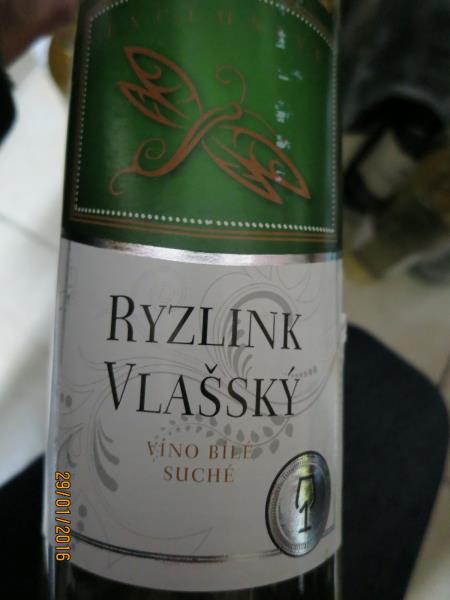 RYZLINK
VLAŠSKÝ
VÍNO BÍLÉ
SUCHÉ
29/01/2016